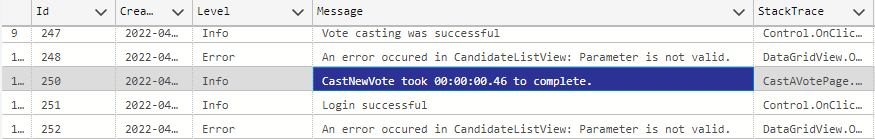 Id Crea… Level Message StackTrace
9 247 2022-04… Info Vote casting was successful Control.OnClic…
1… 248 2022-04… Error An error occured in CandidateListView: Parameter is not valid. DataGridView.O…
1… 250 2022-04… Info CastNewVote took 00:00:00.46 to complete. CastAVotePage.…
1… 251 2022-04… Info Login successful Control.OnClic…
1… 252 2022-04… Error An error occured in CandidateListView: Parameter is not valid. DataGridView.O…